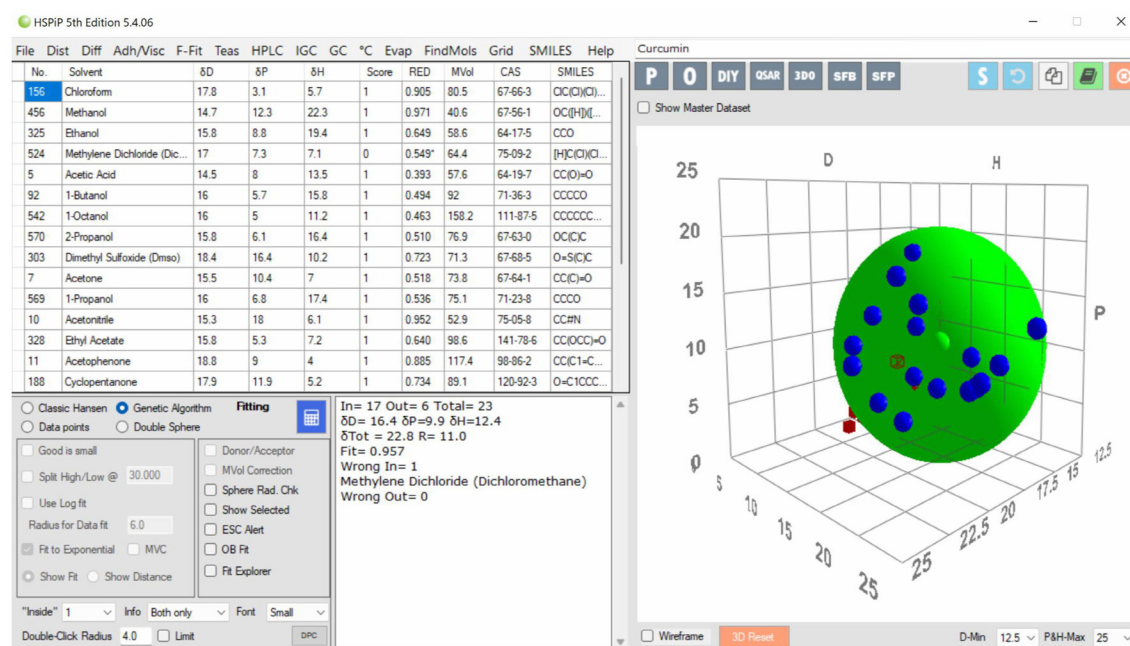 HSPiP 5th Edition 5.4.06
File Dist Diff Adh/Visc F-Fit Teas HPLC IGC GC °C Evap FindMols Grid SMILES Help
Curcumin
P O DIY QSAR 3DO SFB SFP S
Show Master Dataset
No. Solvent δD δP δH Score RED MVol CAS SMILES
156 Chloroform 17.8 3.1 5.7 1 0.905 80.5 67-66-3 ClC(Cl)(Cl)...
456 Methanol 14.7 12.3 22.3 1 0.971 40.6 67-56-1 OC([H])([...
325 Ethanol 15.8 8.8 19.4 1 0.649 58.6 64-17-5 CCO
524 Methylene Dichloride (Dic... 17 7.3 7.1 0 0.549* 64.4 75-09-2 [H]C(Cl)(Cl...
5 Acetic Acid 14.5 8 13.5 1 0.393 57.6 64-19-7 CC(O)=O
92 1-Butanol 16 5.7 15.8 1 0.494 92 71-36-3 CCCCO
542 1-Octanol 16 5 11.2 1 0.463 158.2 111-87-5 CCCCCC...
570 2-Propanol 15.8 6.1 16.4 1 0.510 76.9 67-63-0 OC(C)C
303 Dimethyl Sulfoxide (Dmso) 18.4 16.4 10.2 1 0.723 71.3 67-68-5 O=S(C)C
7 Acetone 15.5 10.4 7 1 0.518 73.8 67-64-1 CC(C)=O
569 1-Propanol 16 6.8 17.4 1 0.536 75.1 71-23-8 CCCO
10 Acetonitrile 15.3 18 6.1 1 0.952 52.9 75-05-8 CC#N
328 Ethyl Acetate 15.8 5.3 7.2 1 0.640 98.6 141-78-6 CC(OCC)=O
11 Acetophenone 18.8 9 4 1 0.885 117.4 98-86-2 CC(C1=C...
188 Cyclopentanone 17.9 11.9 5.2 1 0.734 89.1 120-92-3 O=C1CCC...
Classic Hansen Genetic Algorithm Fitting
Data points Double Sphere
Good is small
Split High/Low @ 30.000
Use Log fit
Radius for Data fit 6.0
Fit to Exponential MVC
Show Fit Show Distance
Donor/Acceptor
MVol Correction
Sphere Rad. Chk
Show Selected
ESC Alert
OB Fit
Fit Explorer
"Inside" 1 Info Both only Font Small
Double-Click Radius 4.0 Limit DPC
In= 17 Out= 6 Total= 23
δD= 16.4 δP=9.9 δH=12.4
δTot = 22.8 R= 11.0
Fit= 0.957
Wrong In= 1
Methylene Dichloride (Dichloromethane)
Wrong Out= 0
D H P
25
20
15
10
5
0
5 10 15 20 25
25 22.5 20 17.5 15 12.5
Wireframe 3D Reset D-Min 12.5 P&H-Max 25